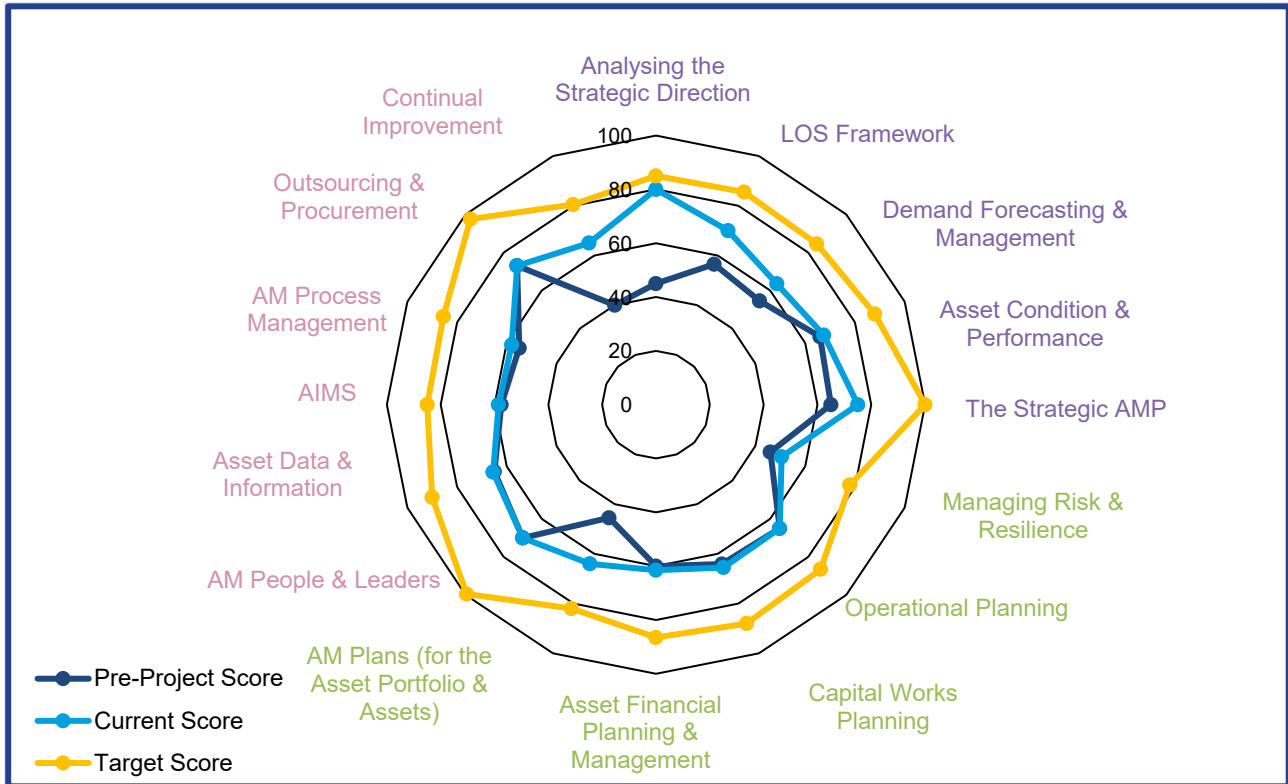 Analysing the
Strategic Direction
LOS Framework
Demand Forecasting &
Management
Asset Condition &
Performance
The Strategic AMP
Managing Risk &
Resilience
Operational Planning
Capital Works
Planning
Asset Financial
Planning &
Management
AM Plans (for the
Asset Portfolio &
Assets)
AM People & Leaders
Asset Data &
Information
AIMS
AM Process
Management
Outsourcing &
Procurement
Continual
Improvement
100
80
60
40
20
0
Pre-Project Score
Current Score
Target Score